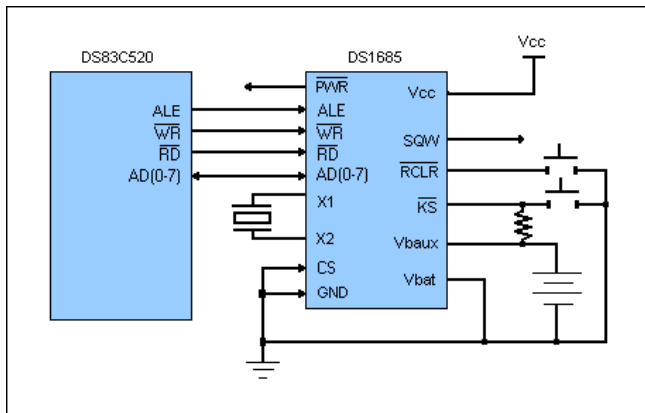 DS83C520
ALE
WR
RD
AD(0-7)
DS1685
PWR
ALE
WR
RD
AD(0-7)
X1
X2
CS
GND
Vcc
SQW
RCLR
KS
Vbaux
Vbat
Vcc